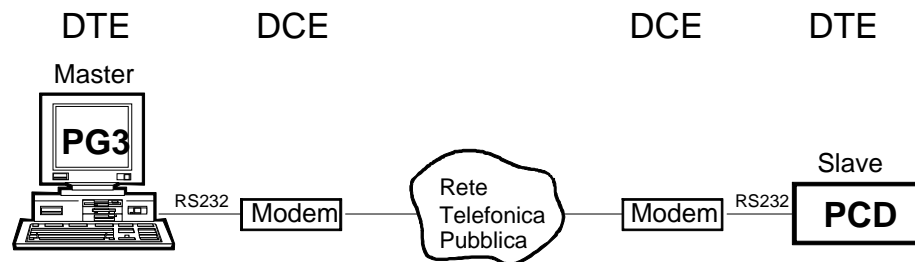 DTE DCE DCE DTE
Master
PG3
Slave
RS232
Modem
Rete
Telefonica
Pubblica
Modem
RS232
PCD